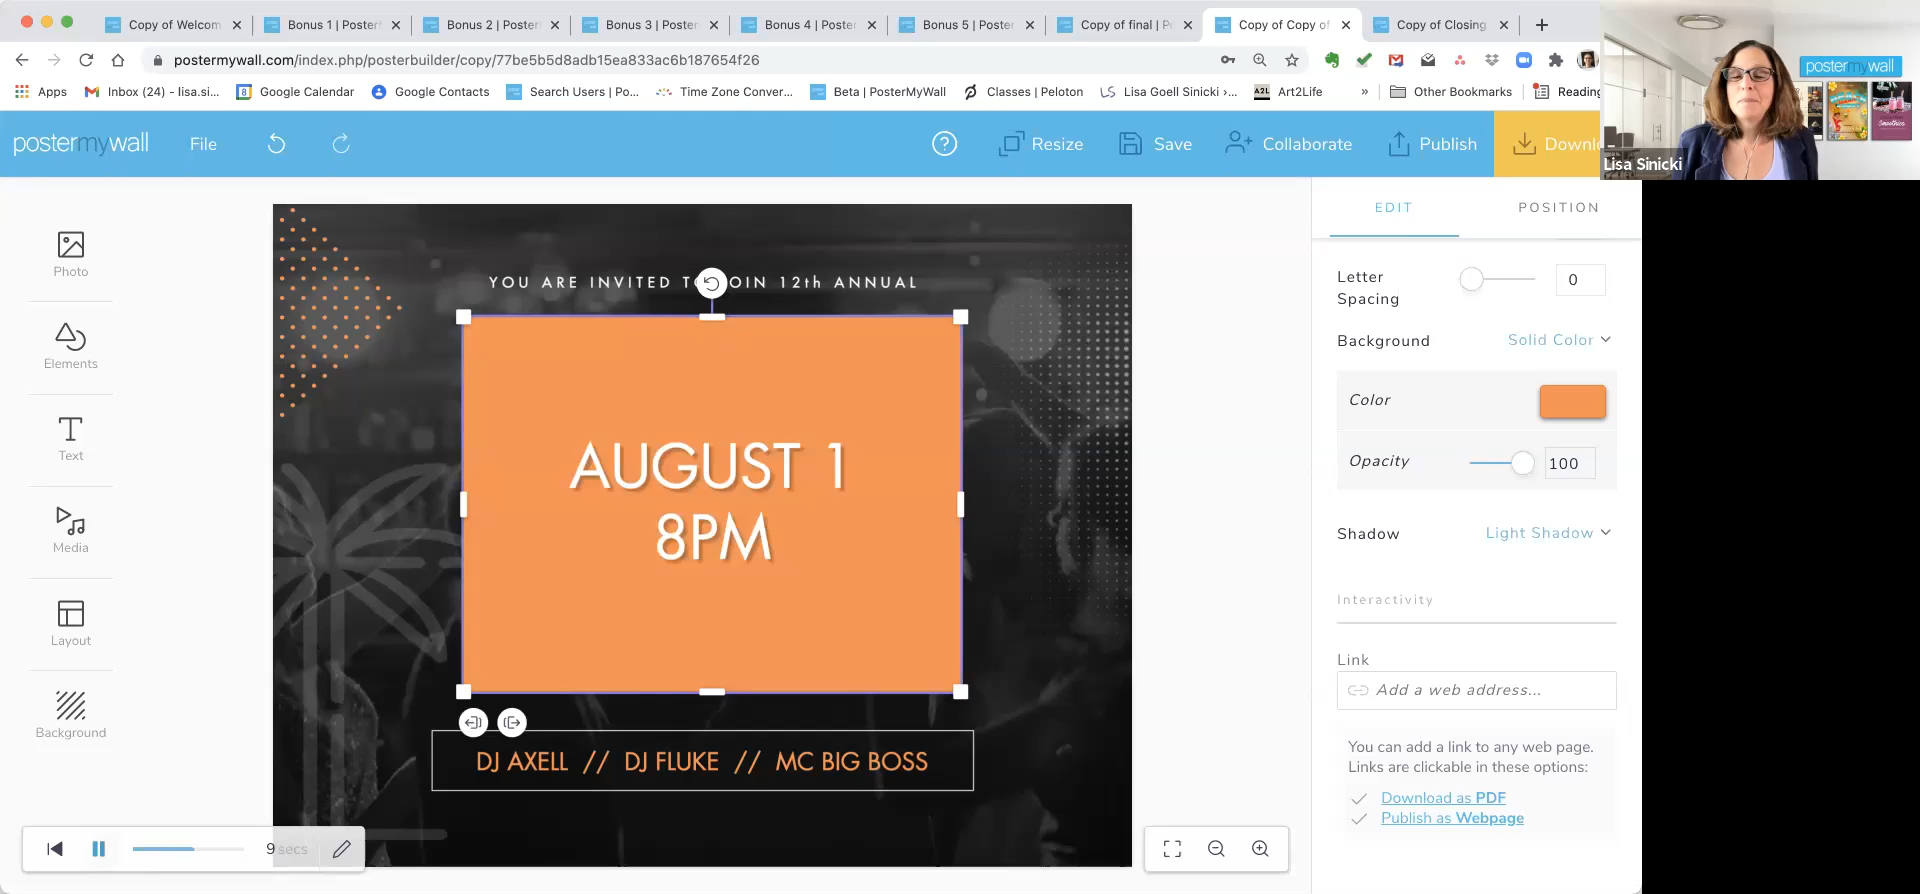 Copy of Welcom
Bonus 1 | Poster
Bonus 2 | Poster
Bonus 3 | Poster
Bonus 4 | Poster
Bonus 5 | Poster
Copy of final | P
Copy of Copy of
Copy of Closing
postermywall.com/index.php/posterbuilder/copy/77be5b5d8adb15ea833ac6b187654f26
Apps
Inbox (24) - lisa.si...
8
Google Calendar
Google Contacts
Search Users | Po...
Time Zone Conver...
Beta | PosterMyWall
Classes | Peloton
LS
Lisa Goell Sinicki ›...
A2L
Art2Life
»
Other Bookmarks
Reading
postermywall
Smoothies
Lisa Sinicki
postermywall
File
?
Resize
Save
Collaborate
Publish
Downl
EDIT
POSITION
Photo
Elements
Text
Media
Layout
Background
YOU ARE INVITED T OIN 12th ANNUAL
AUGUST 1
8PM
DJ AXELL // DJ FLUKE // MC BIG BOSS
9 secs
Letter
Spacing
0
Background
Solid Color
Color
Opacity
100
Shadow
Light Shadow
Interactivity
Link
Add a web address...
You can add a link to any web page.
Links are clickable in these options:
Download as PDF
Publish as Webpage